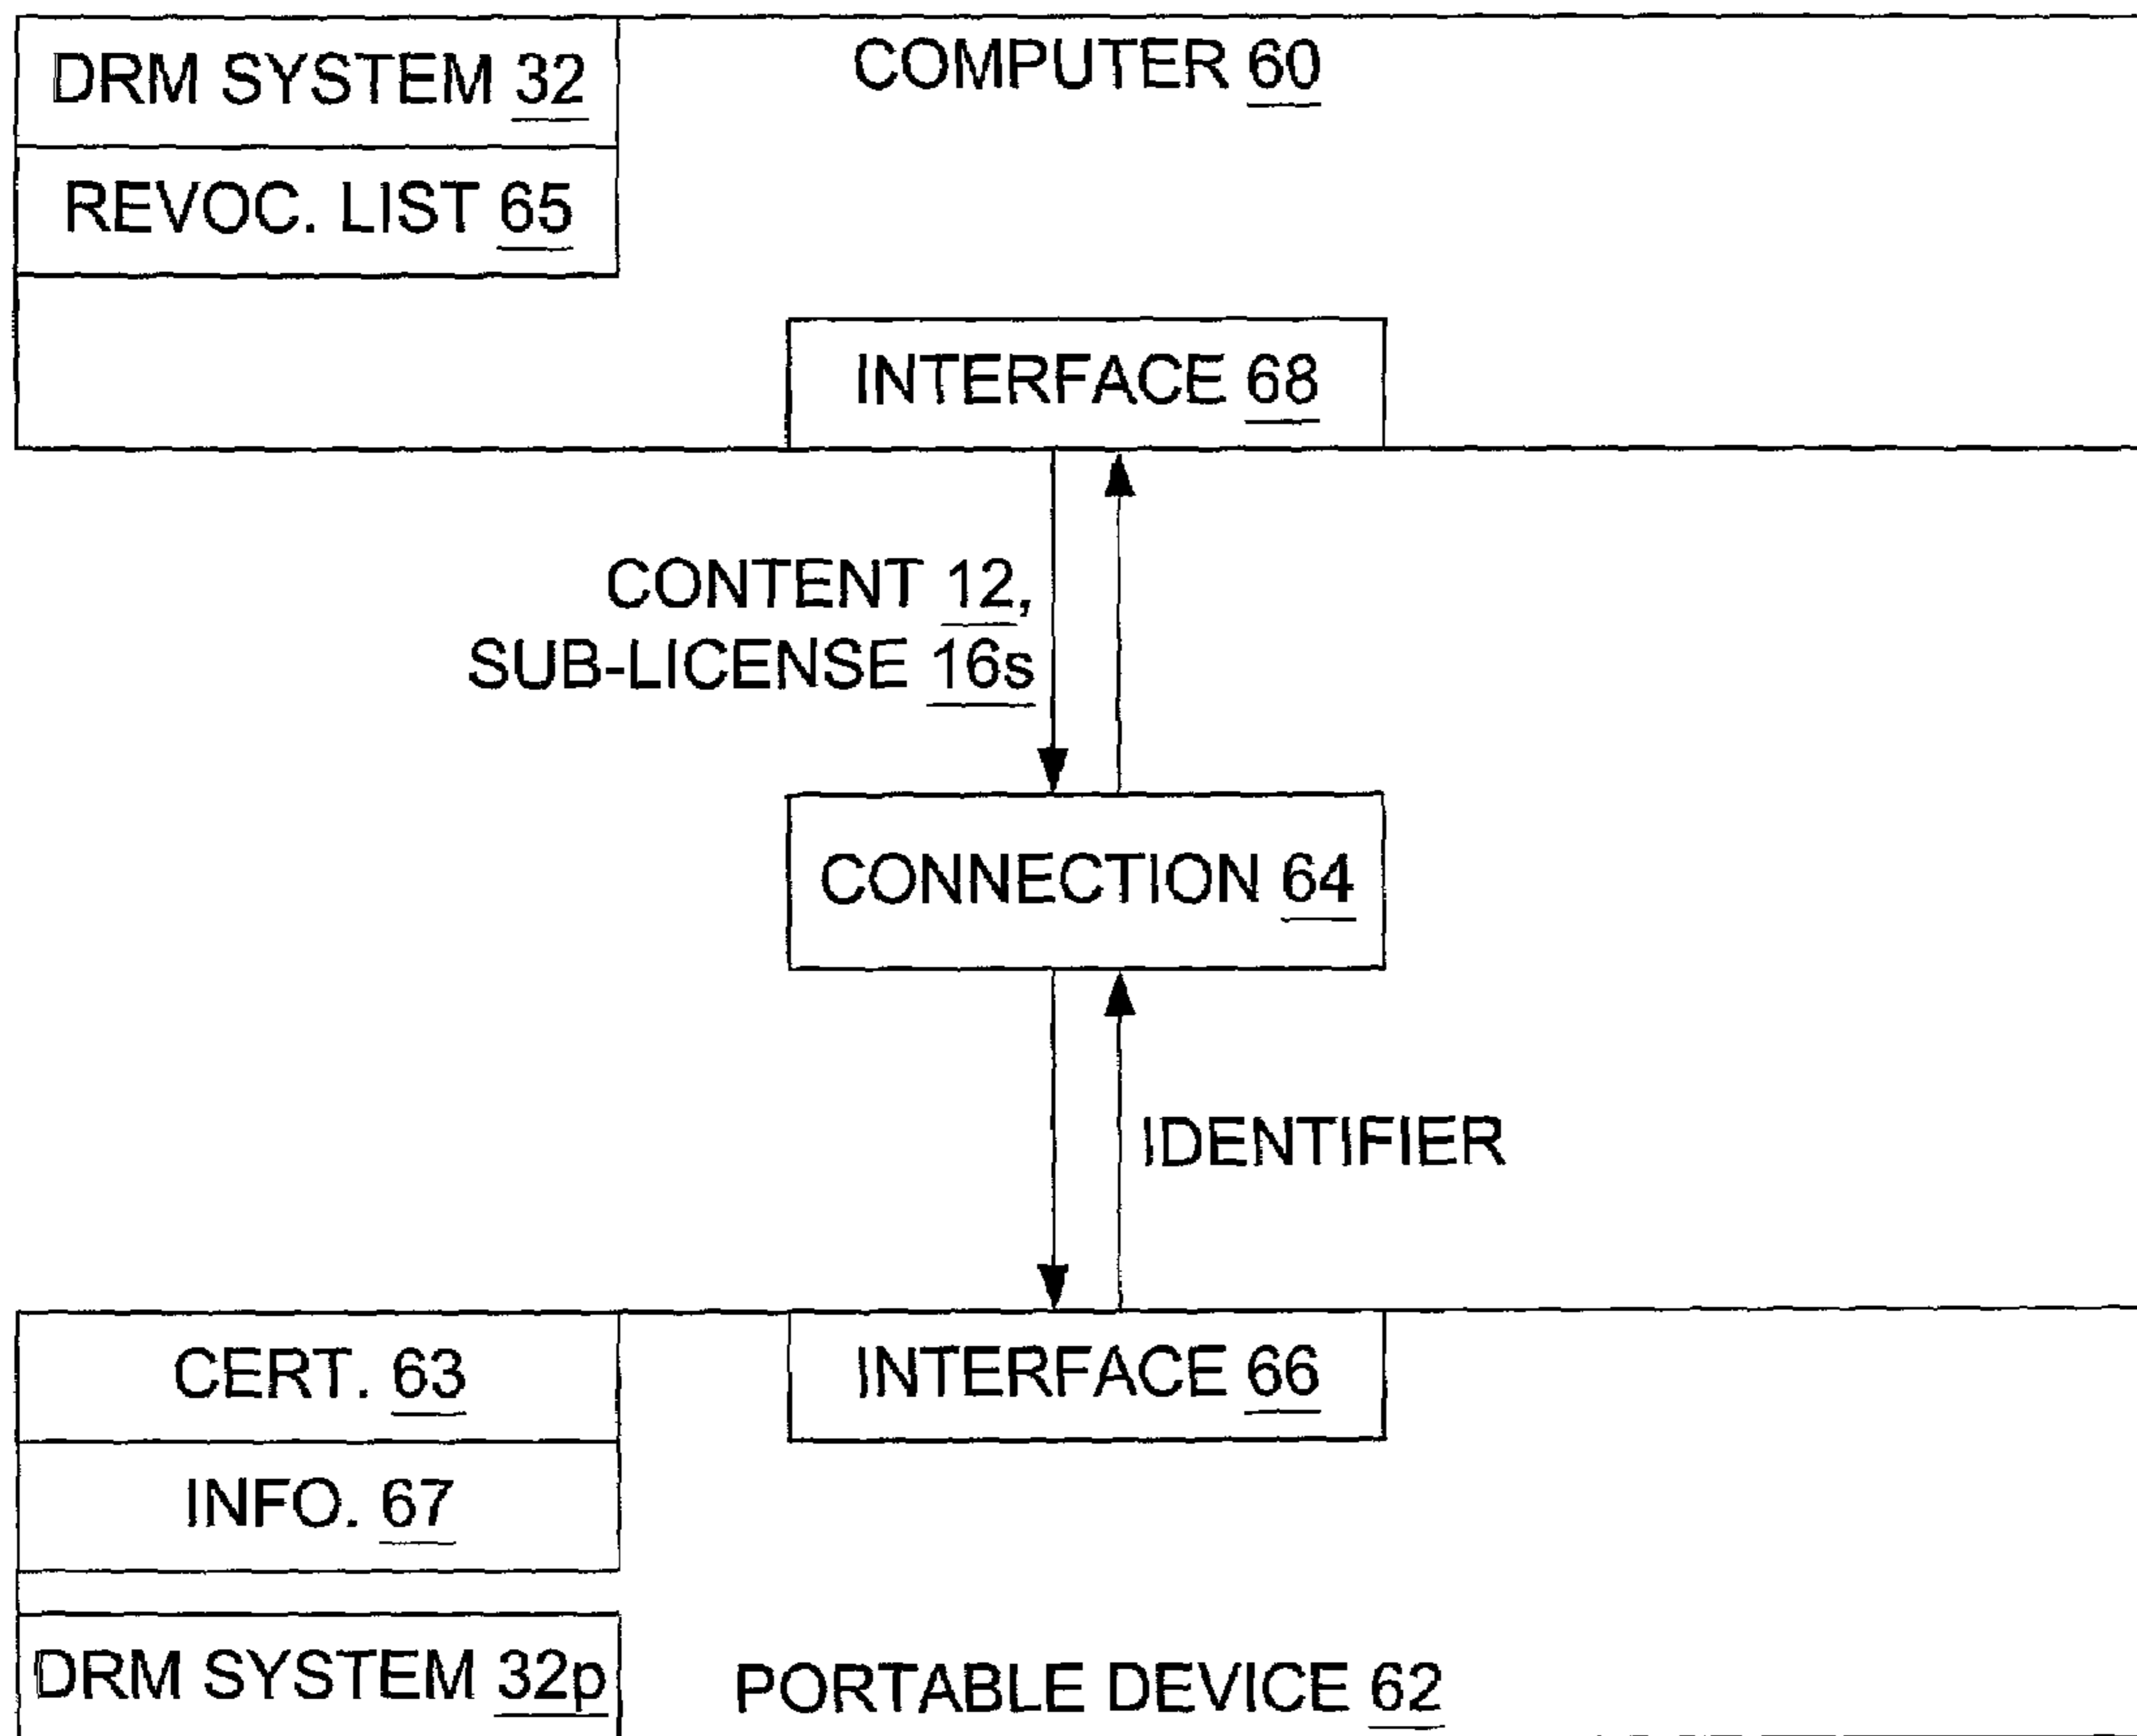 DRM SYSTEM 32
COMPUTER 60
REVOC. LIST 65
INTERFACE 68
CONTENT 12,
SUB-LICENSE 16s
CONNECTION 64
IDENTIFIER
CERT. 63
INTERFACE 66
INFO. 67
DRM SYSTEM 32p
PORTABLE DEVICE 62